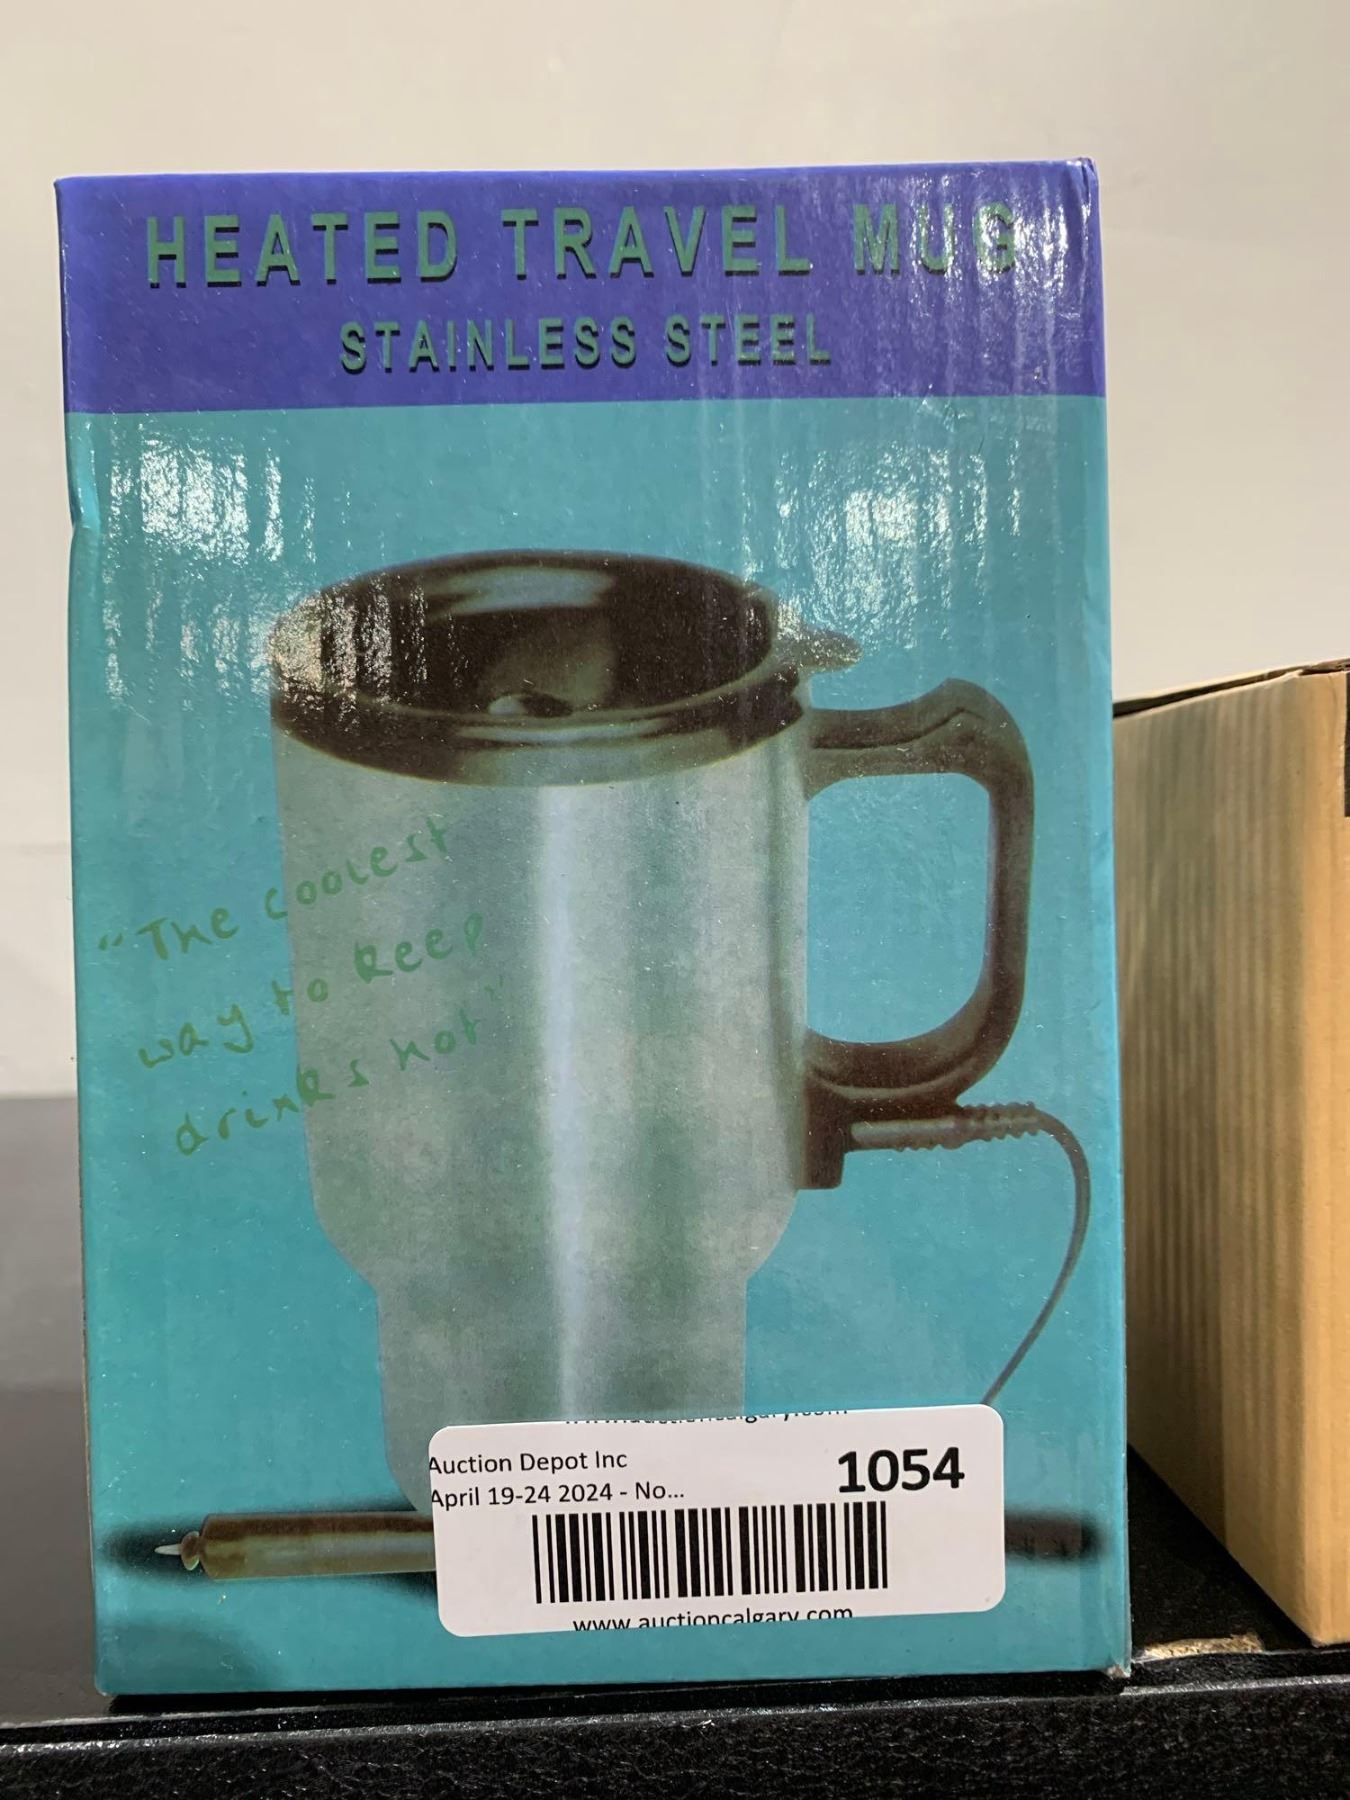 HEATED TRAVEL MUG
STAINLESS STEEL
"The coolest
way to keep
drinks hot"
Auction Depot Inc
1054
April 19-24 2024 - No...
www.auctioncalgary.com